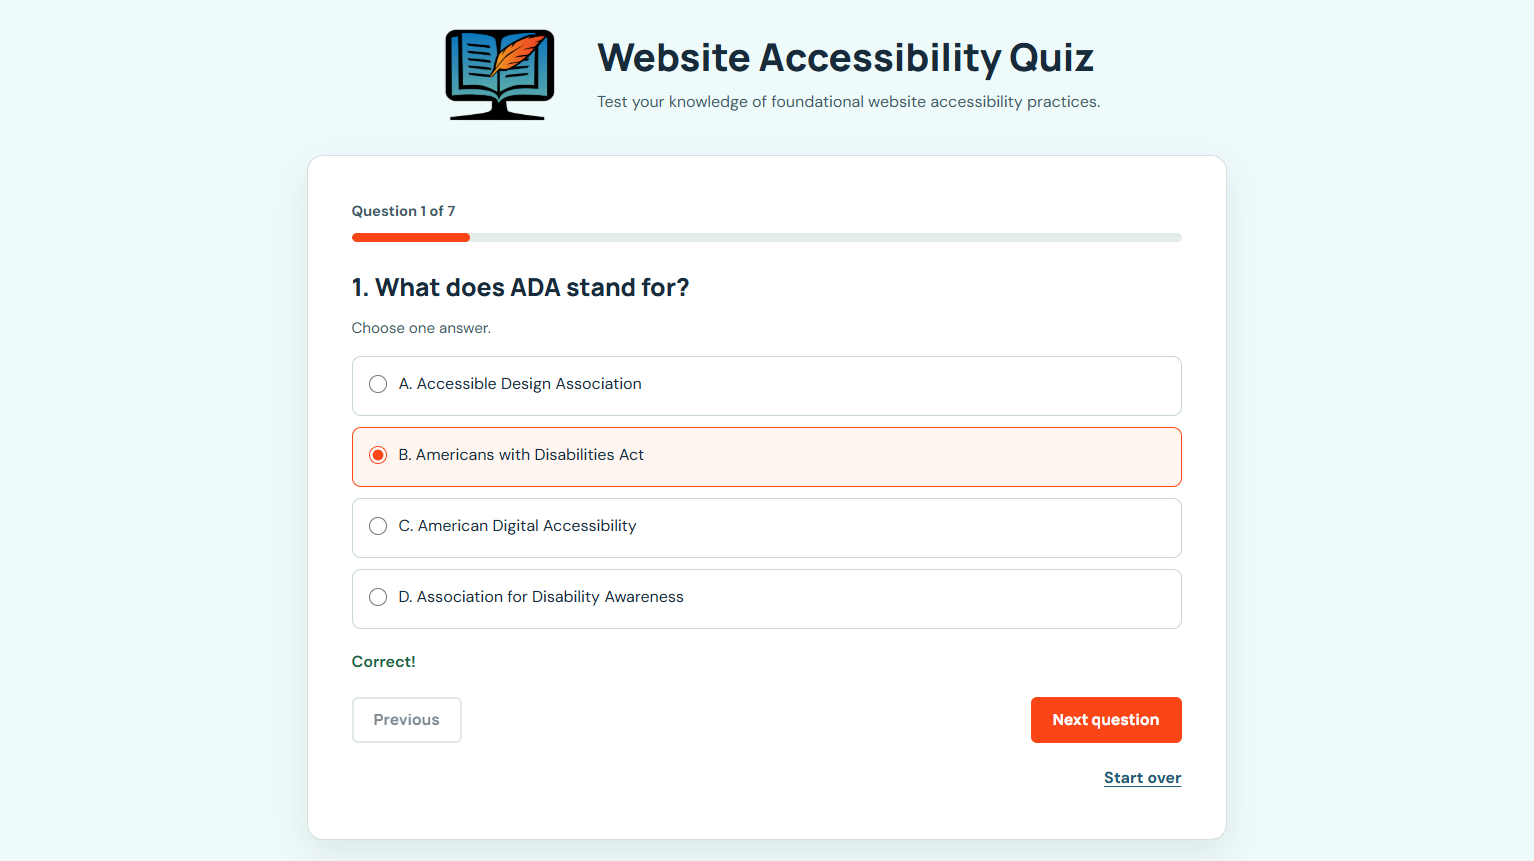 Website Accessibility Quiz
Test your knowledge of foundational website accessibility practices.
Question 1 of 7
1. What does ADA stand for?
Choose one answer.
A. Accessible Design Association
B. Americans with Disabilities Act
C. American Digital Accessibility
D. Association for Disability Awareness
Correct!
Previous
Next question
Start over